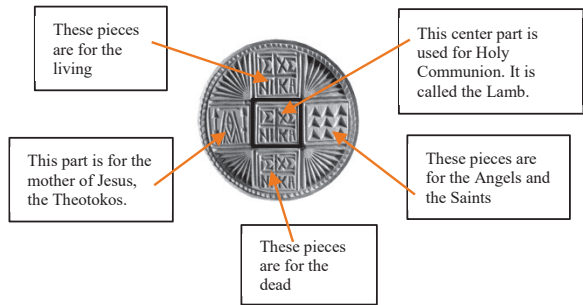 These pieces
are for the
living
This center part is
used for Holy
Communion. It is
called the Lamb.
ΙΣ ΧΣ
ΝΙ ΚΑ
ΙΣ ΧΣ
ΝΙ ΚΑ
ΙΣ ΧΣ
ΝΙ ΚΑ
This part is for the
mother of Jesus,
the Theotokos.
These pieces are
for the Angels and
the Saints
These pieces
are for the
dead